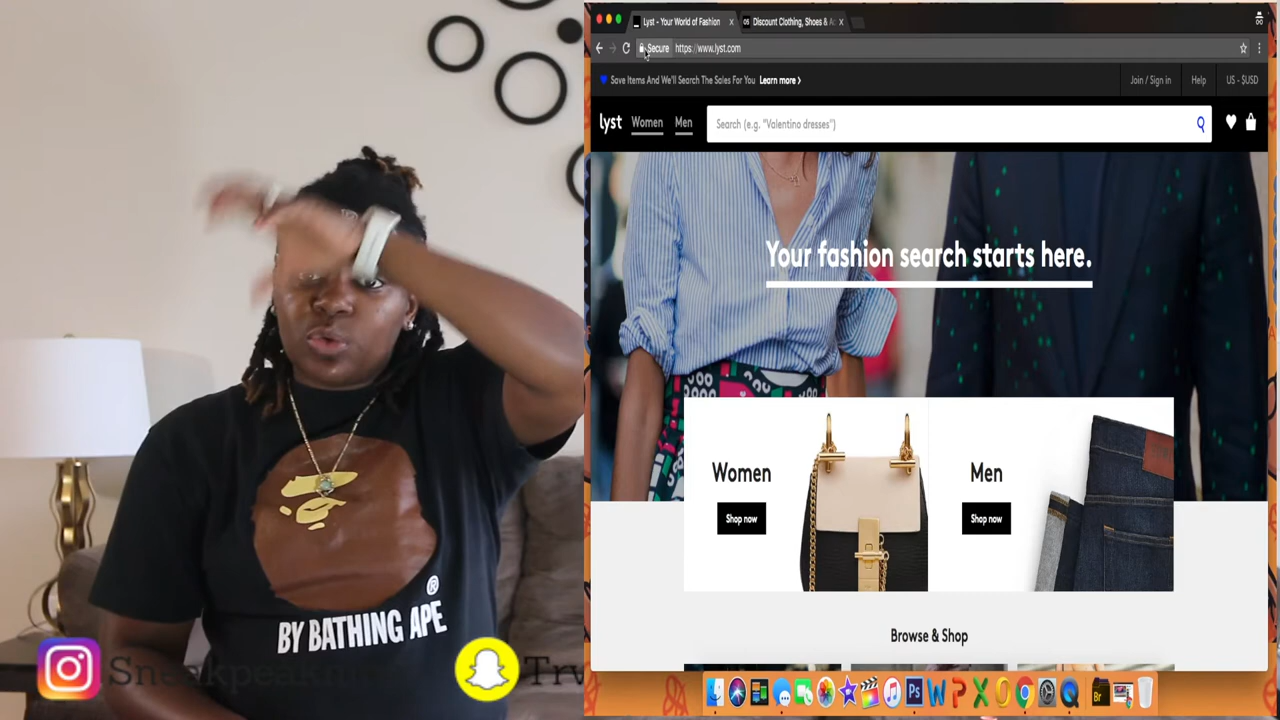 BY BATHING APE
®
Lyst - Your World of Fashion
Discount Clothing, Shoes &
Secure https://www.lyst.com
Save Items And We'll Search The Sales For You Learn more >
Join / Sign in
Help
US - $USD
lyst
Women
Men
Search (e.g. "Valentino dresses")
Your fashion search starts here.
Women
Shop now
Men
Shop now
Browse & Shop